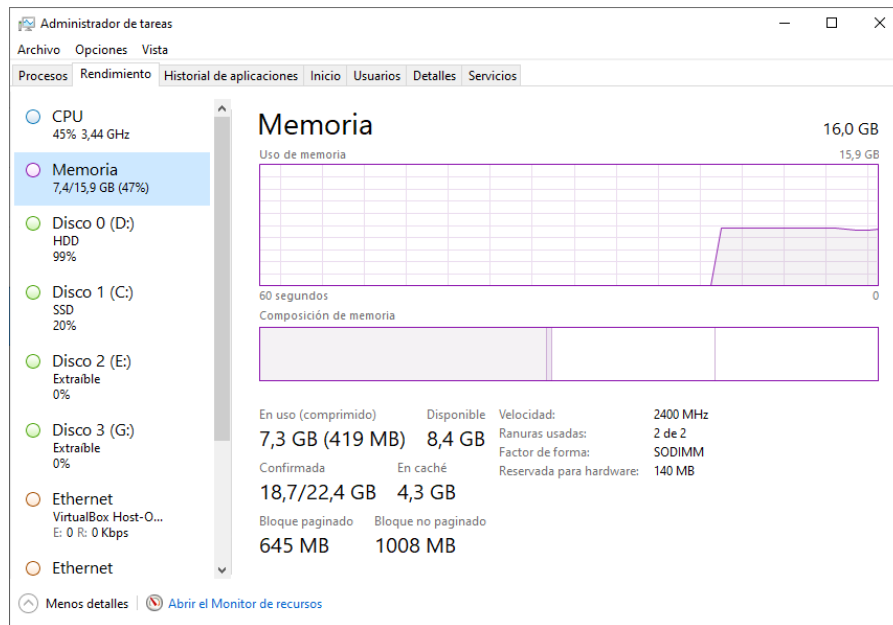 Administrador de tareas
Archivo Opciones Vista
Procesos Rendimiento Historial de aplicaciones Inicio Usuarios Detalles Servicios
CPU
45% 3,44 GHz
Memoria
7,4/15,9 GB (47%)
Disco 0 (D:)
HDD
99%
Disco 1 (C:)
SSD
20%
Disco 2 (E:)
Extraíble
0%
Disco 3 (G:)
Extraíble
0%
Ethernet
VirtualBox Host-O...
E: 0 R: 0 Kbps
Ethernet
Memoria 16,0 GB
Uso de memoria 15,9 GB
60 segundos 0
Composición de memoria
En uso (comprimido) Disponible
7,3 GB (419 MB) 8,4 GB
Confirmada En caché
18,7/22,4 GB 4,3 GB
Bloque paginado Bloque no paginado
645 MB 1008 MB
Velocidad: 2400 MHz
Ranuras usadas: 2 de 2
Factor de forma: SODIMM
Reservada para hardware: 140 MB
Menos detalles Abrir el Monitor de recursos